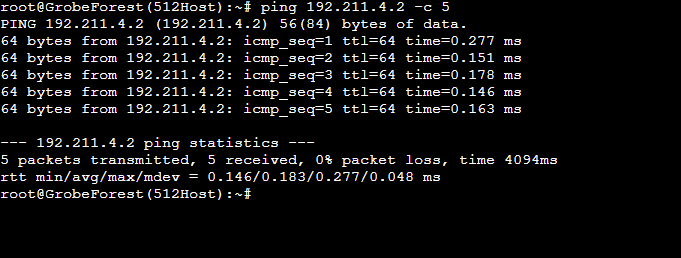 root@GrobeForest(512Host):~# ping 192.211.4.2 -c 5
PING 192.211.4.2 (192.211.4.2) 56(84) bytes of data.
64 bytes from 192.211.4.2: icmp_seq=1 ttl=64 time=0.277 ms
64 bytes from 192.211.4.2: icmp_seq=2 ttl=64 time=0.151 ms
64 bytes from 192.211.4.2: icmp_seq=3 ttl=64 time=0.178 ms
64 bytes from 192.211.4.2: icmp_seq=4 ttl=64 time=0.146 ms
64 bytes from 192.211.4.2: icmp_seq=5 ttl=64 time=0.163 ms
--- 192.211.4.2 ping statistics ---
5 packets transmitted, 5 received, 0% packet loss, time 4094ms
rtt min/avg/max/mdev = 0.146/0.183/0.277/0.048 ms
root@GrobeForest(512Host):~#